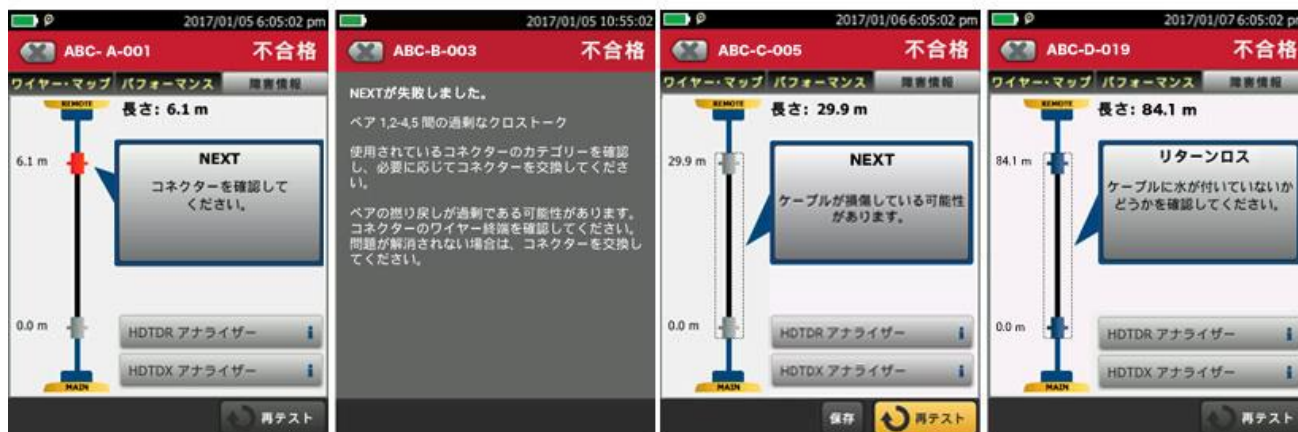 2017/01/05 6:05:02 pm
ABC- A-001
不合格
ワイヤー・マップ
パフォーマンス
障害情報
REMOTE
長さ: 6.1 m
6.1 m
NEXT
コネクターを確認して
ください。
0.0 m
HDTDR アナライザー
HDTDX アナライザー
MAIN
再テスト
2017/01/05 10:55:02
ABC-B-003
不合格
NEXTが失敗しました。
ペア 1,2-4,5 間の過剰なクロストーク
使用されているコネクターのカテゴリーを確認
し、必要に応じてコネクターを交換してくださ
い。
ペアの撚り戻しが過剰である可能性があります。
コネクターのワイヤー終端を確認してください。
問題が解消されない場合は、コネクターを交換し
てください。
2017/01/06 6:05:02 pm
ABC-C-005
不合格
ワイヤー・マップ
パフォーマンス
障害情報
REMOTE
長さ: 29.9 m
29.9 m
NEXT
ケーブルが損傷している可能性
があります。
0.0 m
HDTDR アナライザー
HDTDX アナライザー
MAIN
保存
再テスト
2017/01/07 6:05:02 pm
ABC-D-019
不合格
ワイヤー・マップ
パフォーマンス
障害情報
REMOTE
長さ: 84.1 m
84.1 m
リターンロス
ケーブルに水が付いていないか
どうかを確認してください。
0.0 m
HDTDR アナライザー
HDTDX アナライザー
MAIN
再テスト